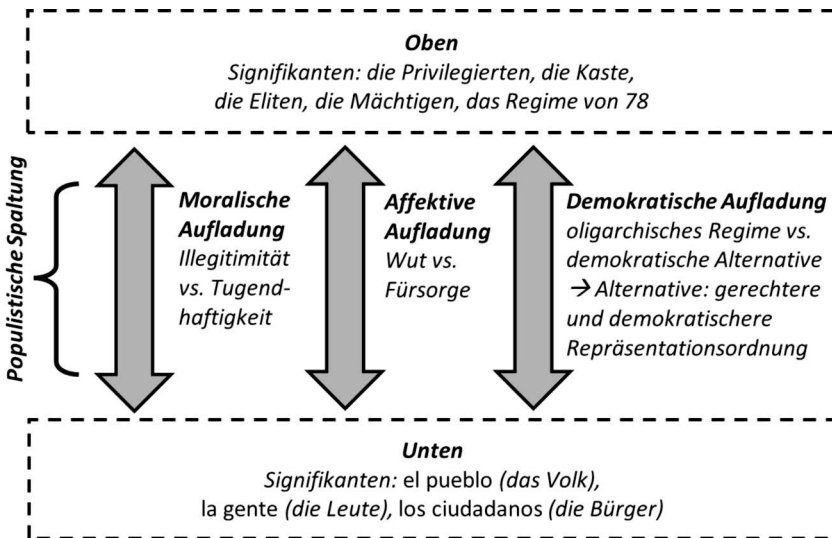 Oben
Signifikanten: die Privilegierten, die Kaste,
die Eliten, die Mächtigen, das Regime von 78
Populistische Spaltung
Moralische
Aufladung
Illegitimität
vs. Tugend-
haftigkeit
Affektive
Aufladung
Wut vs.
Fürsorge
Demokratische Aufladung
oligarchisches Regime vs.
demokratische Alternative
→ Alternative: gerechtere
und demokratischere
Repräsentationsordnung
Unten
Signifikanten: el pueblo (das Volk),
la gente (die Leute), los ciudadanos (die Bürger)